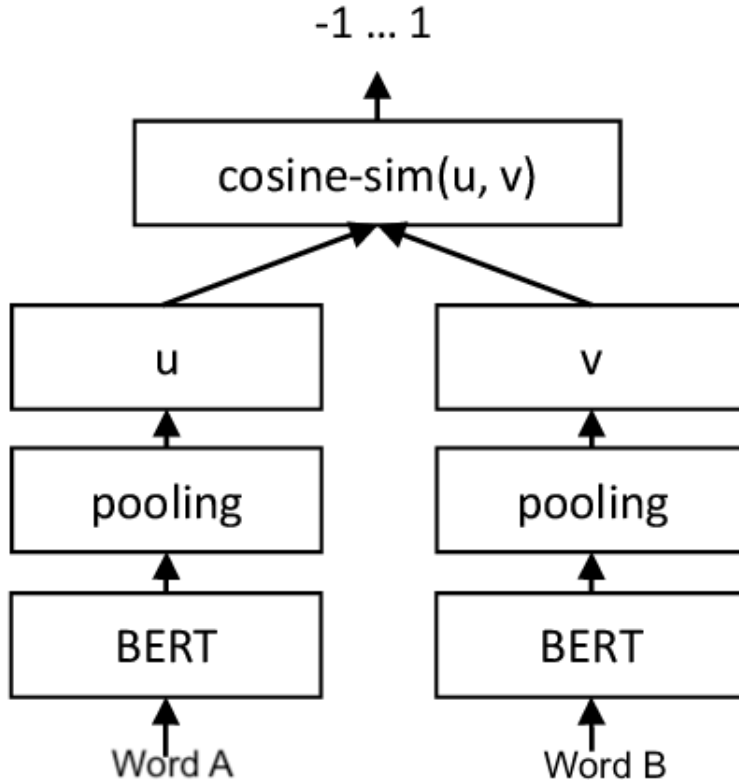 -1 ... 1
cosine-sim(u, v)
u
v
pooling
pooling
BERT
BERT
Word A
Word B